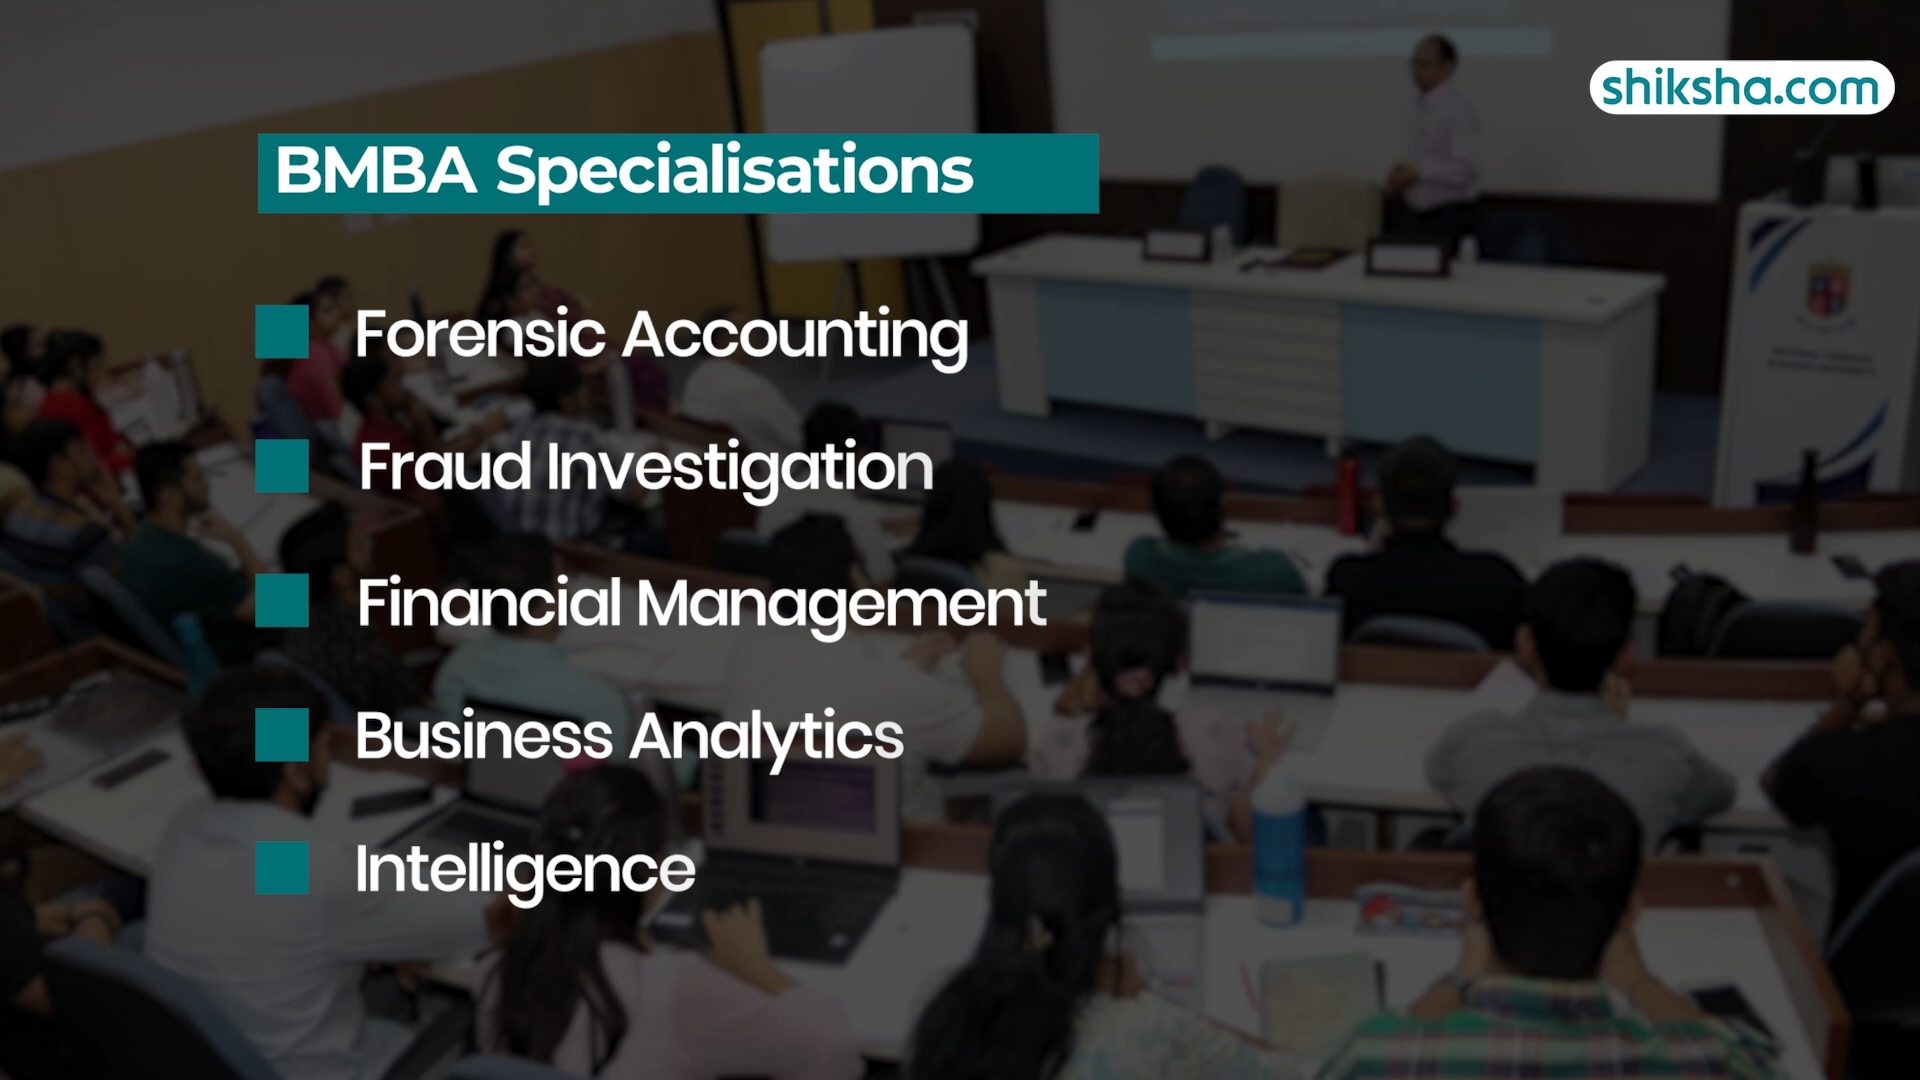 shiksha.com
BMBA Specialisations
Forensic Accounting
Fraud Investigation
Financial Management
Business Analytics
Intelligence